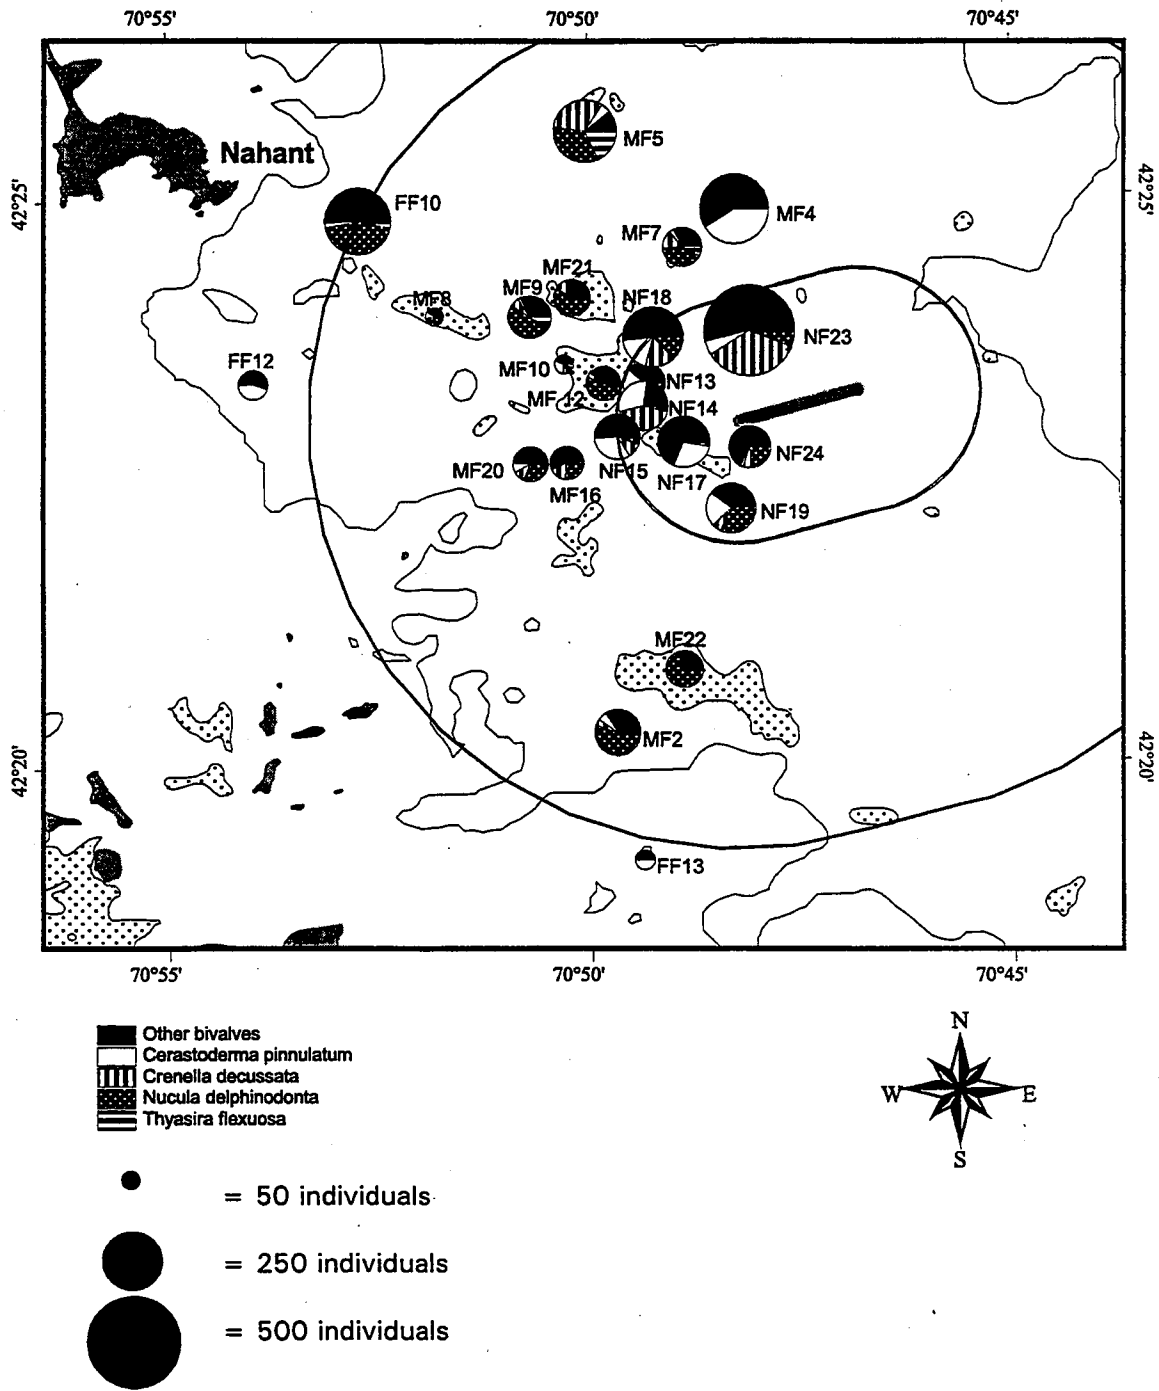 70°55' 70°50' 70°45'
42°25' 42°25'
Nahant
MF5
FF10
MF4
MF7
MF21
MF9
NF18
MF8
NF23
FF12
MF10
NF13
MF12
NF14
NF24
MF20
NF15
NF17
MF16
NF19
MF22
MF2
42°20' 42°20'
FF13
70°55' 70°50' 70°45'
Other bivalves
Cerastoderma pinnulatum
Crenella decussata
Nucula delphinodonta
Thyasira flexuosa
N
W E
S
= 50 individuals
= 250 individuals
= 500 individuals